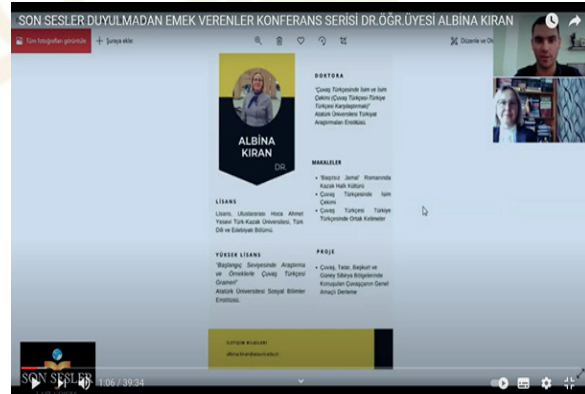 SON SESLER DUYULMADAN EMEK VERENLER KONFERANS SERİSİ DR.ÖĞR.ÜYESİ ALBİNA KIRAN
Tüm fotoğrafları görüntüle + Şuraya ekle
Düzenle ve Ol
ALBİNA
KIRAN
DR.
DOKTORA
"Çuvaş Türkçesinde İsim ve İsim
Çekimi (Çuvaş Türkçesi-Türkiye
Türkçesi Karşılaştırmalı)"
Atatürk Üniversitesi Türkiyat
Araştırmaları Enstitüsü.
MAKALELER
• "Başsız Jamal" Romanında
Kazak Halk Kültürü
• Çuvaş Türkçesinde İsim
Çekimi
• Çuvaş Türkçesi Türkiye
Türkçesinde Ortak Kelimeler
LİSANS
Lisans, Uluslararası Hoca Ahmet
Yesevi Türk-Kazak Üniversitesi, Türk
Dili ve Edebiyatı Bölümü.
YÜKSEK LİSANS
"Başlangıç Seviyesinde Araştırma
ve Örneklerle Çuvaş Türkçesi
Grameri"
Atatürk Üniversitesi Sosyal Bilimler
Enstitüsü.
PROJE
• Çuvaş, Tatar, Başkurt ve
Güney Sibirya Bölgelerinde
Konuşulan Çuvaşçanın Genel
Amaçlı Derleme
İLETİŞİM BİLGİLERİ
SON SESLER
1:06 / 39:34